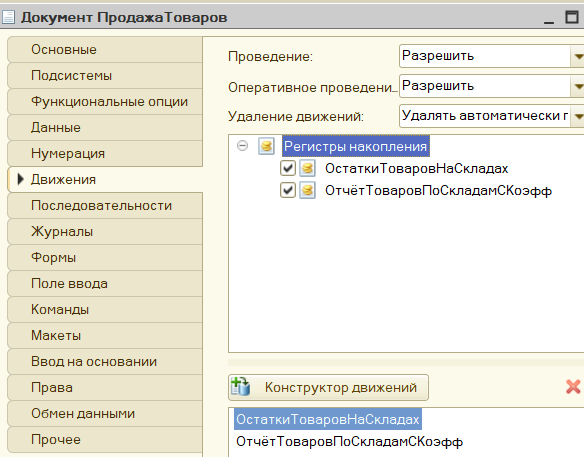 Документ ПродажаТоваров
Основные
Подсистемы
Функциональные опции
Данные
Нумерация
Движения
Последовательности
Журналы
Формы
Поле ввода
Команды
Макеты
Ввод на основании
Права
Обмен данными
Прочее
Проведение: Разрешить
Оперативное проведени... Разрешить
Удаление движений: Удалять автоматически г
Регистры накопления
ОстаткиТоваровНаСкладах
ОтчётТоваровПоСкладамСКоэфф
Конструктор движений
ОстаткиТоваровНаСкладах
ОтчётТоваровПоСкладамСКоэфф